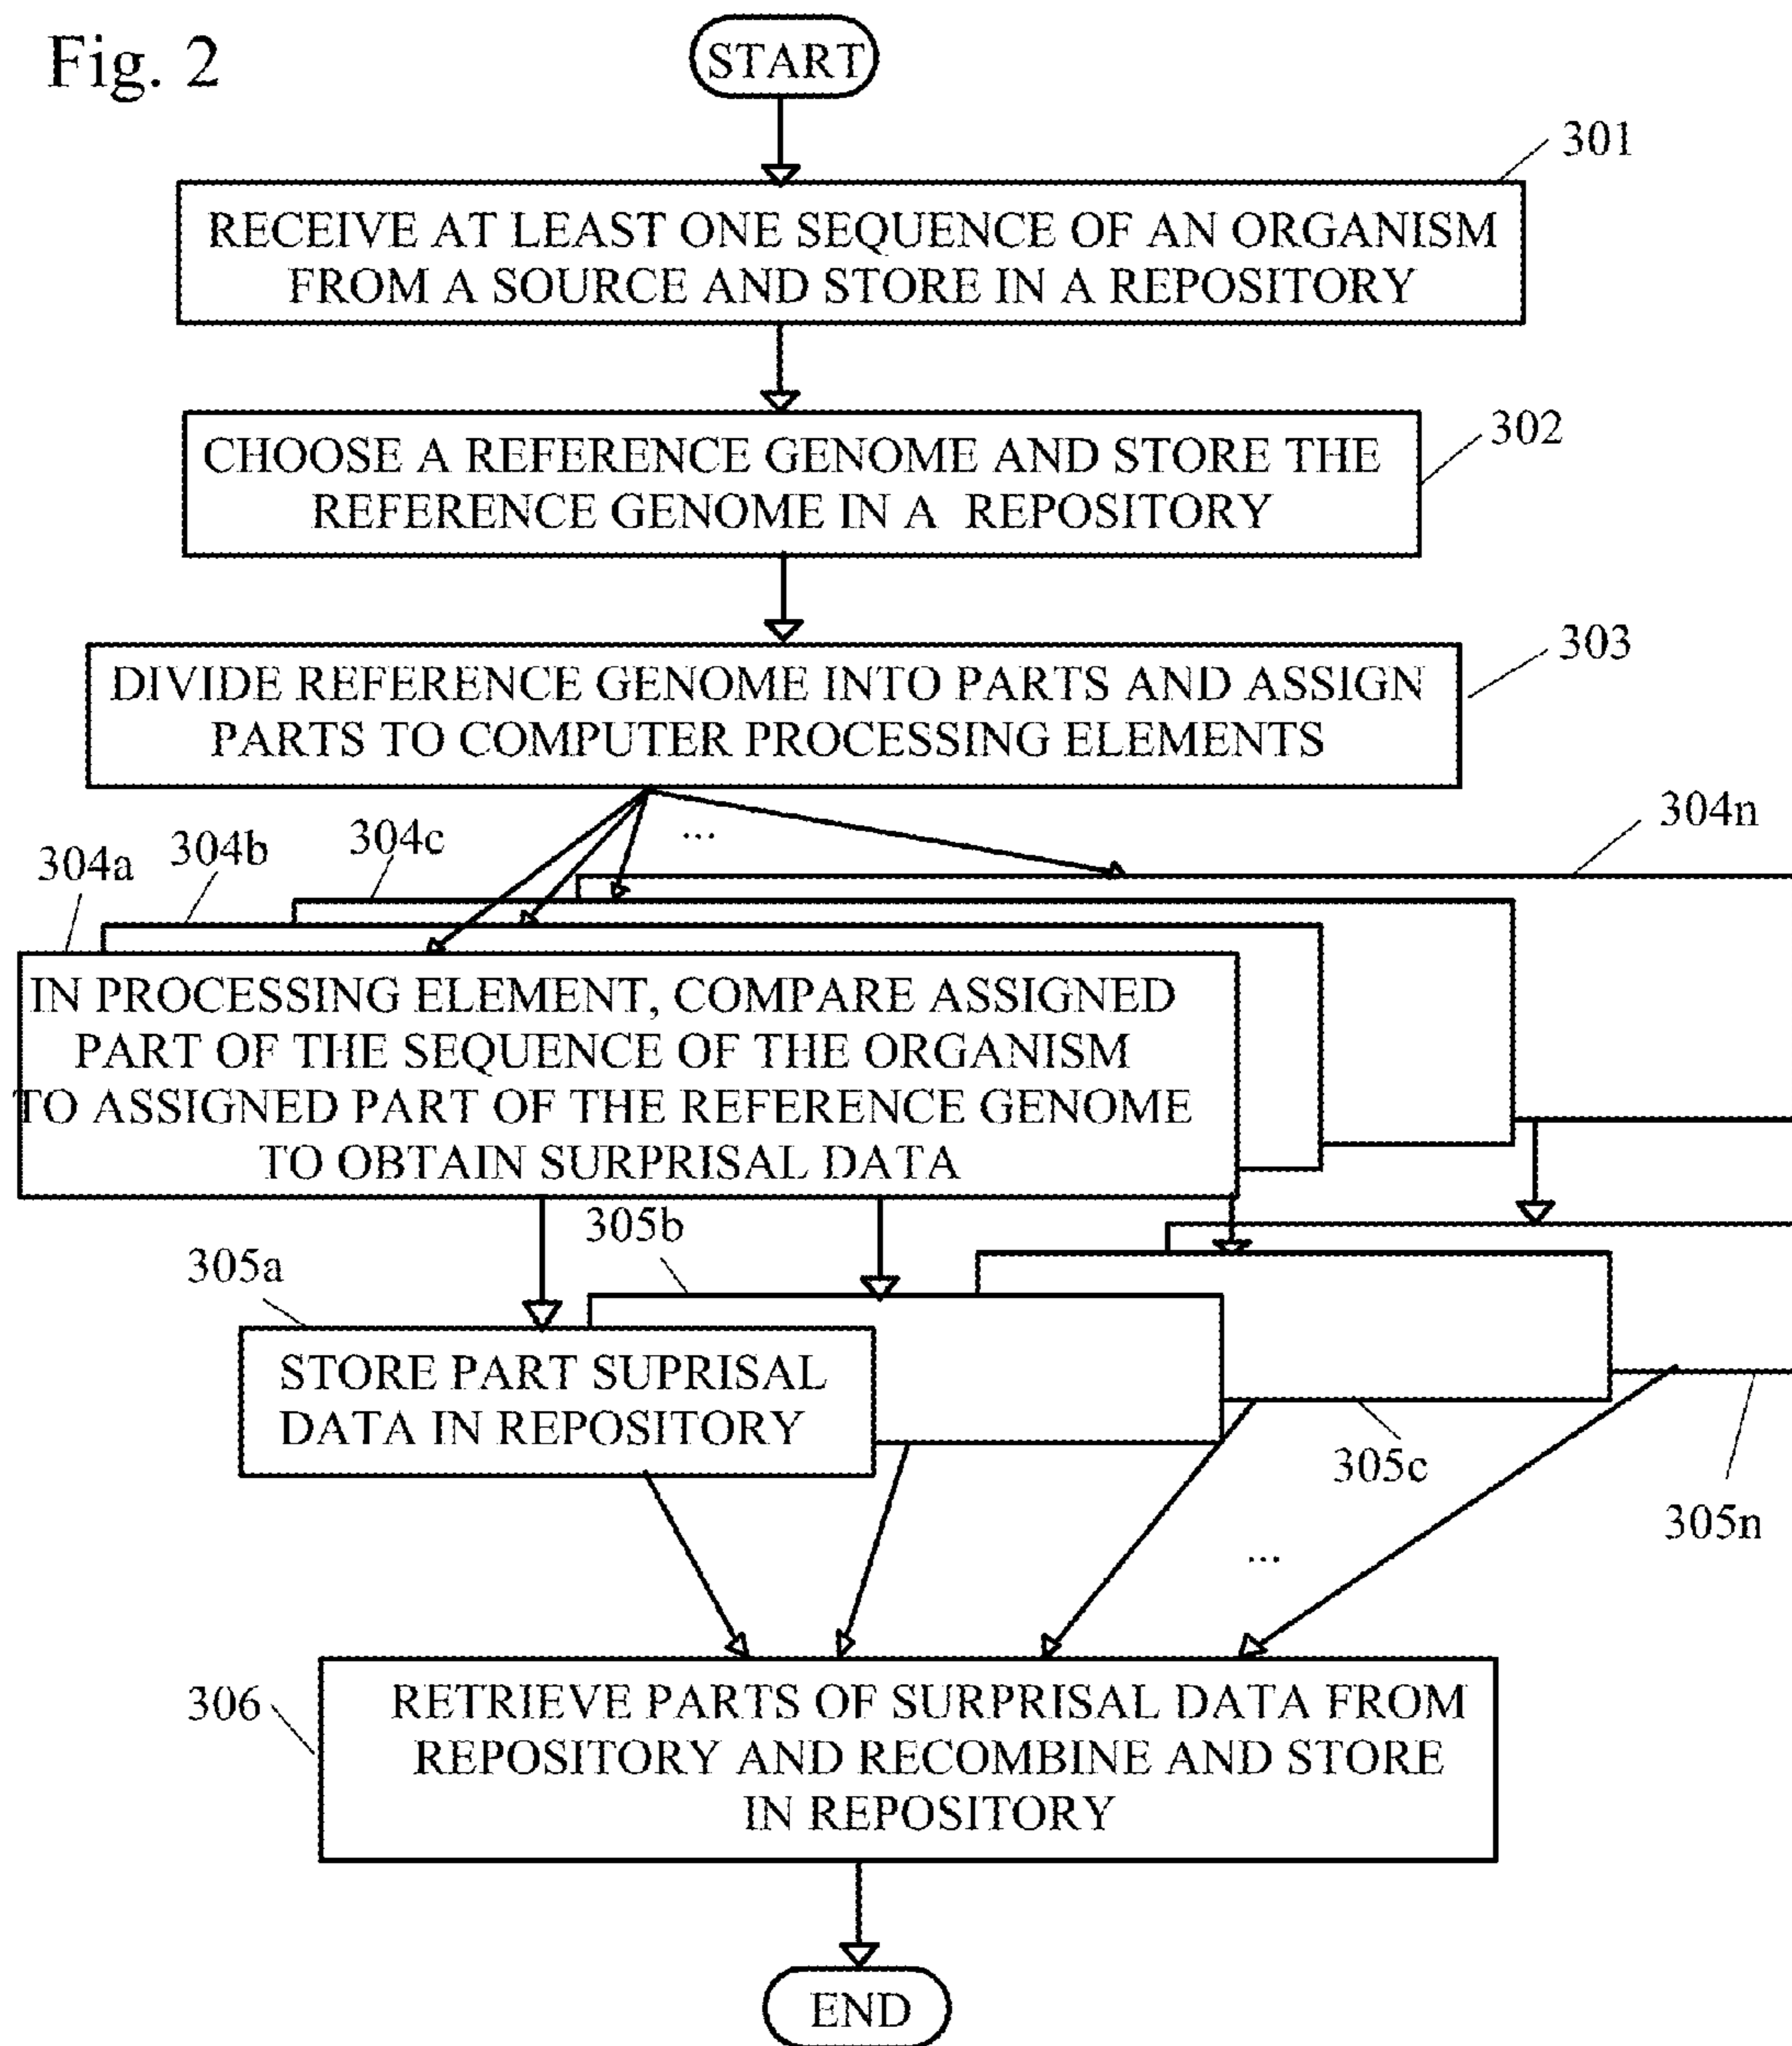 Fig. 2
START
301
RECEIVE AT LEAST ONE SEQUENCE OF AN ORGANISM
FROM A SOURCE AND STORE IN A REPOSITORY
302
CHOOSE A REFERENCE GENOME AND STORE THE
REFERENCE GENOME IN A REPOSITORY
303
DIVIDE REFERENCE GENOME INTO PARTS AND ASSIGN
PARTS TO COMPUTER PROCESSING ELEMENTS
304a
304b
304c
...
304n
IN PROCESSING ELEMENT, COMPARE ASSIGNED
PART OF THE SEQUENCE OF THE ORGANISM
TO ASSIGNED PART OF THE REFERENCE GENOME
TO OBTAIN SURPRISAL DATA
305a
305b
STORE PART SUPRISAL
DATA IN REPOSITORY
305c
305n
...
306
RETRIEVE PARTS OF SURPRISAL DATA FROM
REPOSITORY AND RECOMBINE AND STORE
IN REPOSITORY
END